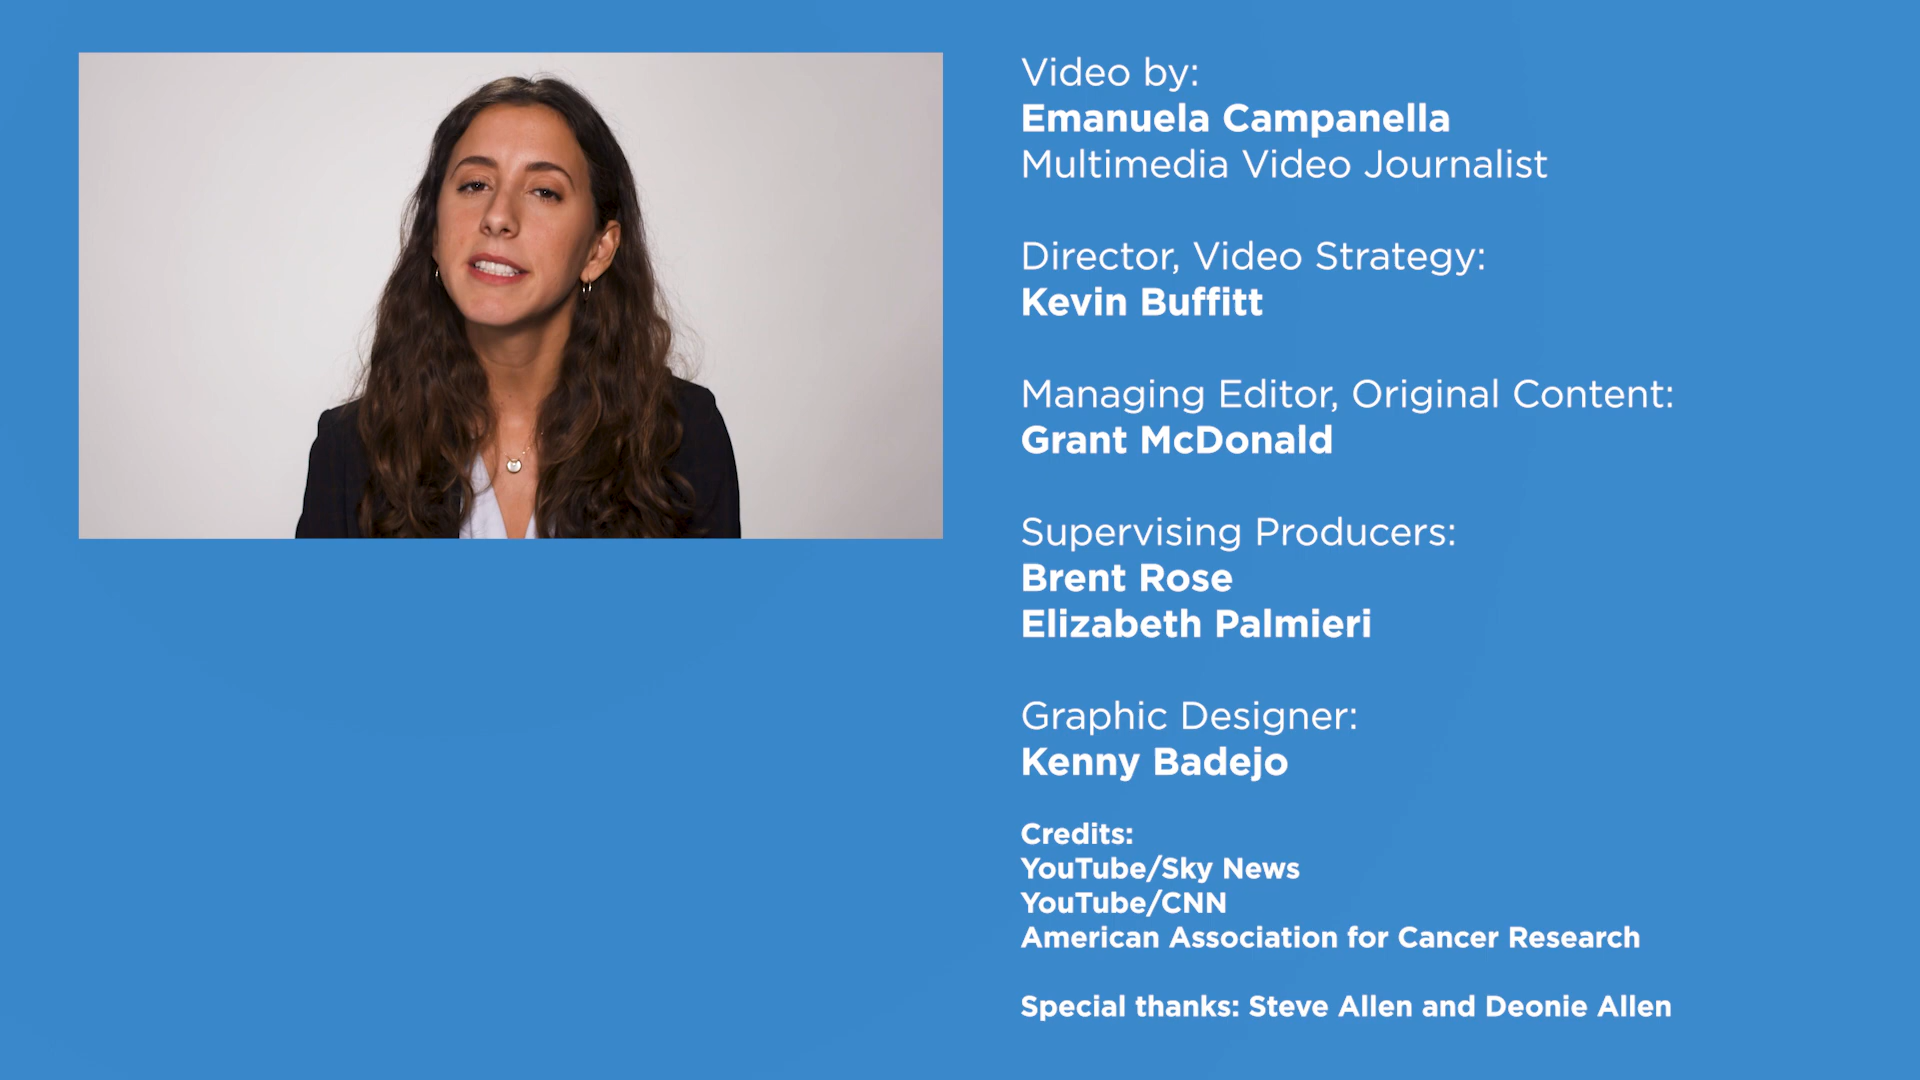 Video by:
Emanuela Campanella
Multimedia Video Journalist
Director, Video Strategy:
Kevin Buffitt
Managing Editor, Original Content:
Grant McDonald
Supervising Producers:
Brent Rose
Elizabeth Palmieri
Graphic Designer:
Kenny Badejo
Credits:
YouTube/Sky News
YouTube/CNN
American Association for Cancer Research
Special thanks: Steve Allen and Deonie Allen